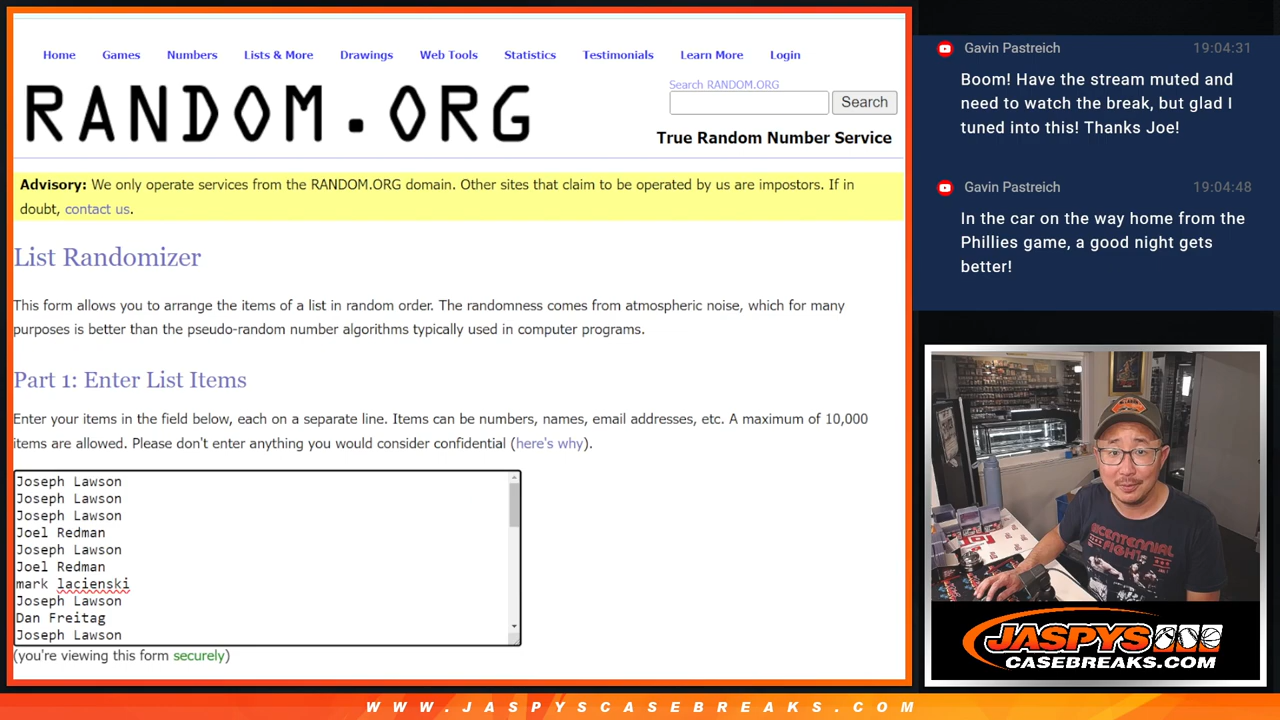 Home Games Numbers Lists & More Drawings Web Tools Statistics Testimonials Learn More Login
RANDOM.ORG
Search RANDOM.ORG
Search
True Random Number Service
Advisory: We only operate services from the RANDOM.ORG domain. Other sites that claim to be operated by us are impostors. If in
doubt, contact us.
List Randomizer
This form allows you to arrange the items of a list in random order. The randomness comes from atmospheric noise, which for many
purposes is better than the pseudo-random number algorithms typically used in computer programs.
Part 1: Enter List Items
Enter your items in the field below, each on a separate line. Items can be numbers, names, email addresses, etc. A maximum of 10,000
items are allowed. Please don't enter anything you would consider confidential (here's why).
Joseph Lawson
Joseph Lawson
Joseph Lawson
Joel Redman
Joseph Lawson
Joel Redman
mark lacienski
Joseph Lawson
Dan Freitag
Joseph Lawson
(you're viewing this form securely)
Gavin Pastreich 19:04:31
Boom! Have the stream muted and
need to watch the break, but glad I
tuned into this! Thanks Joe!
Gavin Pastreich 19:04:48
In the car on the way home from the
Phillies game, a good night gets
better!
BICENTENNIAL
FIGHT
JASPYS
CASEBREAKS.COM
WWW.JASPYSCASEBREAKS.COM